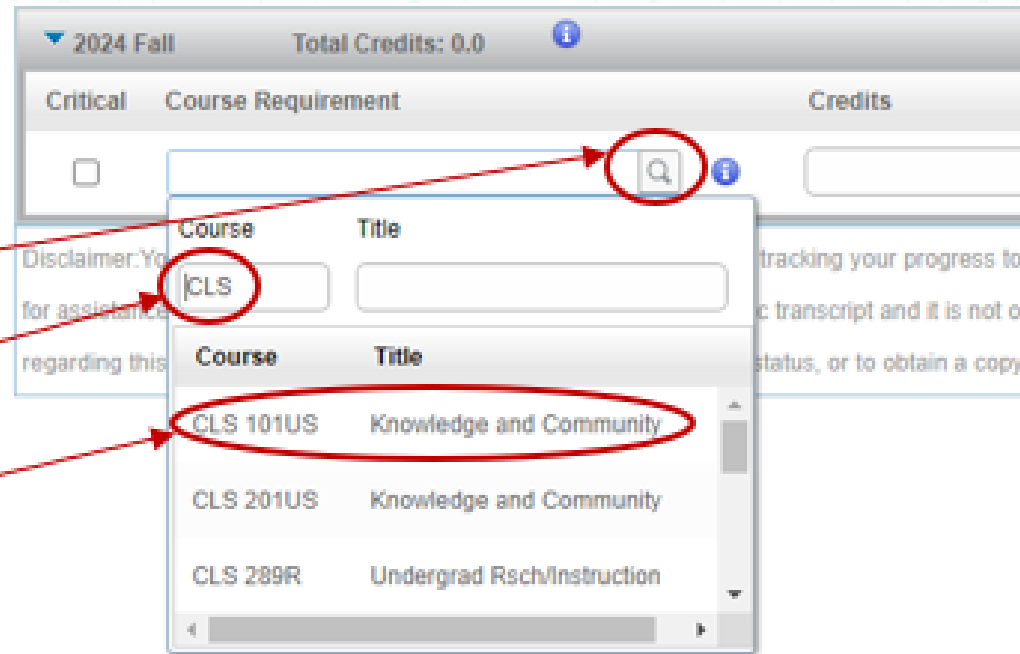 2024 Fall Total Credits: 0.0
Critical Course Requirement Credits
Course Title
Disclaimer:Yo tracking your progress to
CLS
for assistance c transcript and it is not o
regarding this status, or to obtain a copy
Course Title
CLS 101US Knowledge and Community
CLS 201US Knowledge and Community
CLS 289R Undergrad Rsch/Instruction